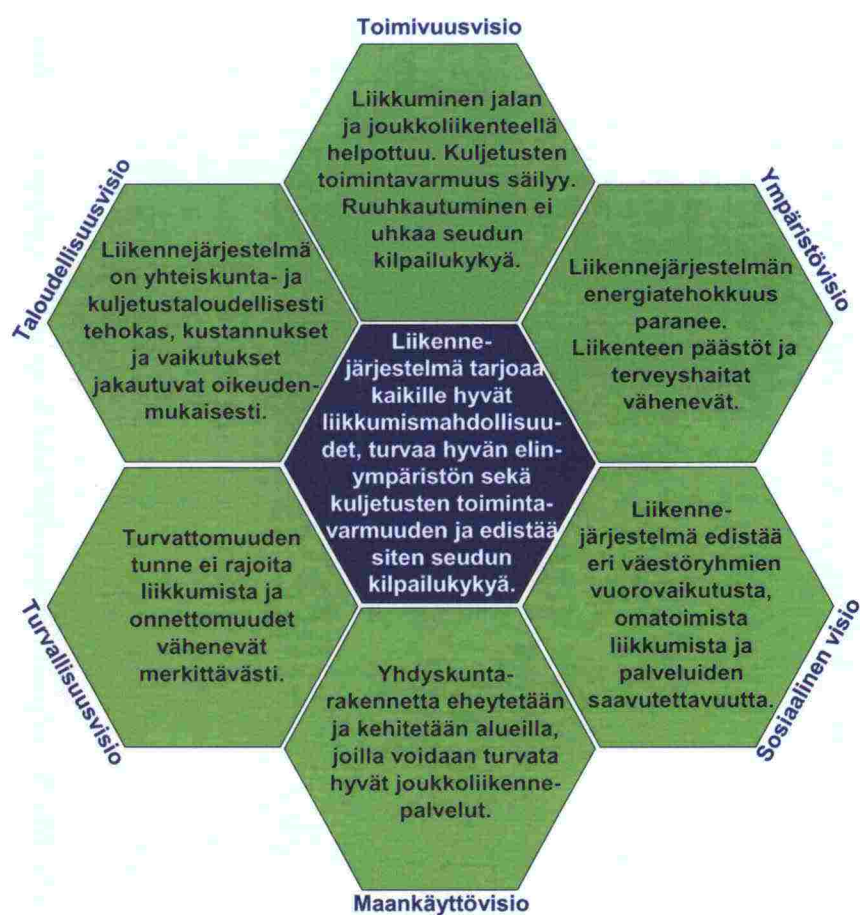 Toimivuusvisio
Liikkuminen jalan
ja joukkoliikenteellä
helpottuu. Kuljetusten
toimintavarmuus säilyy.
Ruuhkautuminen ei
uhkaa seudun
kilpailukykyä.
Ympäristövisio
Liikennejärjestelmän
energiatehokkuus
paranee.
Liikenteen päästöt ja
terveyshaitat
vähenevät.
Sosiaalinen visio
Liikenne-
järjestelmä edistää
eri väestöryhmien
vuorovaikutusta,
omatoimista
liikkumista ja
palveluiden
saavutettavuutta.
Maankäyttövisio
Yhdyskunta-
rakennetta eheytetään
ja kehitetään alueilla,
joilla voidaan turvata
hyvät joukkoliikenne-
palvelut.
Turvallisuusvisio
Turvattomuuden
tunne ei rajoita
liikkumista ja
onnettomuudet
vähenevät
merkittävästi.
Taloudellisuusvisio
Liikennejärjestelmä
on yhteiskunta- ja
kuljetustaloudellisesti
tehokas, kustannukset
ja vaikutukset
jakautuvat oikeuden-
mukaisesti.
Liikenne-
järjestelmä tarjoaa
kaikille hyvät
liikkumismahdollisuu-
det, turvaa hyvän elin-
ympäristön sekä
kuljetusten toiminta-
varmuuden ja edistää
siten seudun
kilpailukykyä.